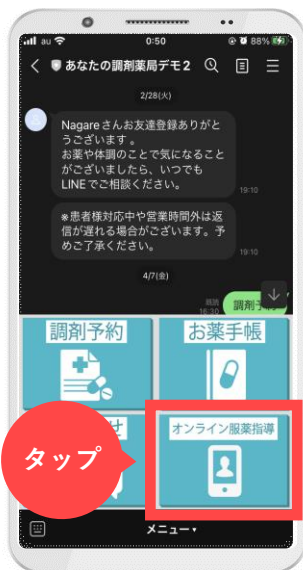 au 0:50 88%
あなたの調剤薬局デモ2
2/28(火)
Nagareさんお友達登録ありがと
うございます。
お薬や体調のことで気になること
がございましたら、いつでも
LINEでご相談ください。
19:10
※患者様対応中や営業時間外は返
信が遅れる場合がございます。予
めご了承ください。
19:10
4/7(金)
既読
16:30
調剤予
調剤予約
お薬手帳
せ
オンライン服薬指導
タップ
メニュー▾